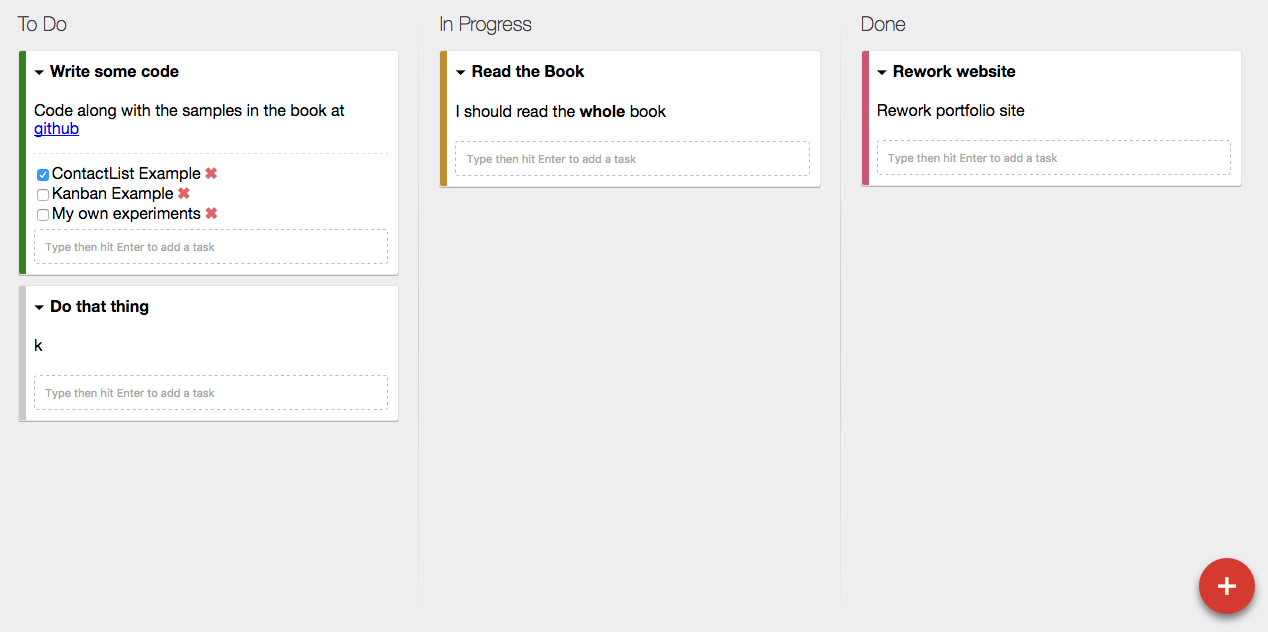 To Do
Write some code
Code along with the samples in the book at
github
ContactList Example ✖
Kanban Example ✖
My own experiments ✖
Type then hit Enter to add a task
Do that thing
k
Type then hit Enter to add a task
In Progress
Read the Book
I should read the whole book
Type then hit Enter to add a task
Done
Rework website
Rework portfolio site
Type then hit Enter to add a task
+